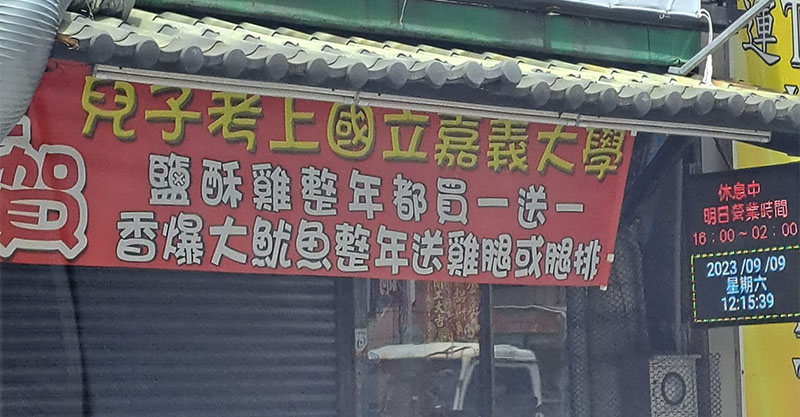 賀
兒子考上國立嘉義大學
鹽酥雞整年都買一送一
香爆大魷魚整年送雞腿或腿排
休息中
明日營業時間
16:00~02:00
2023/09/09
星期六
12:15:39
運